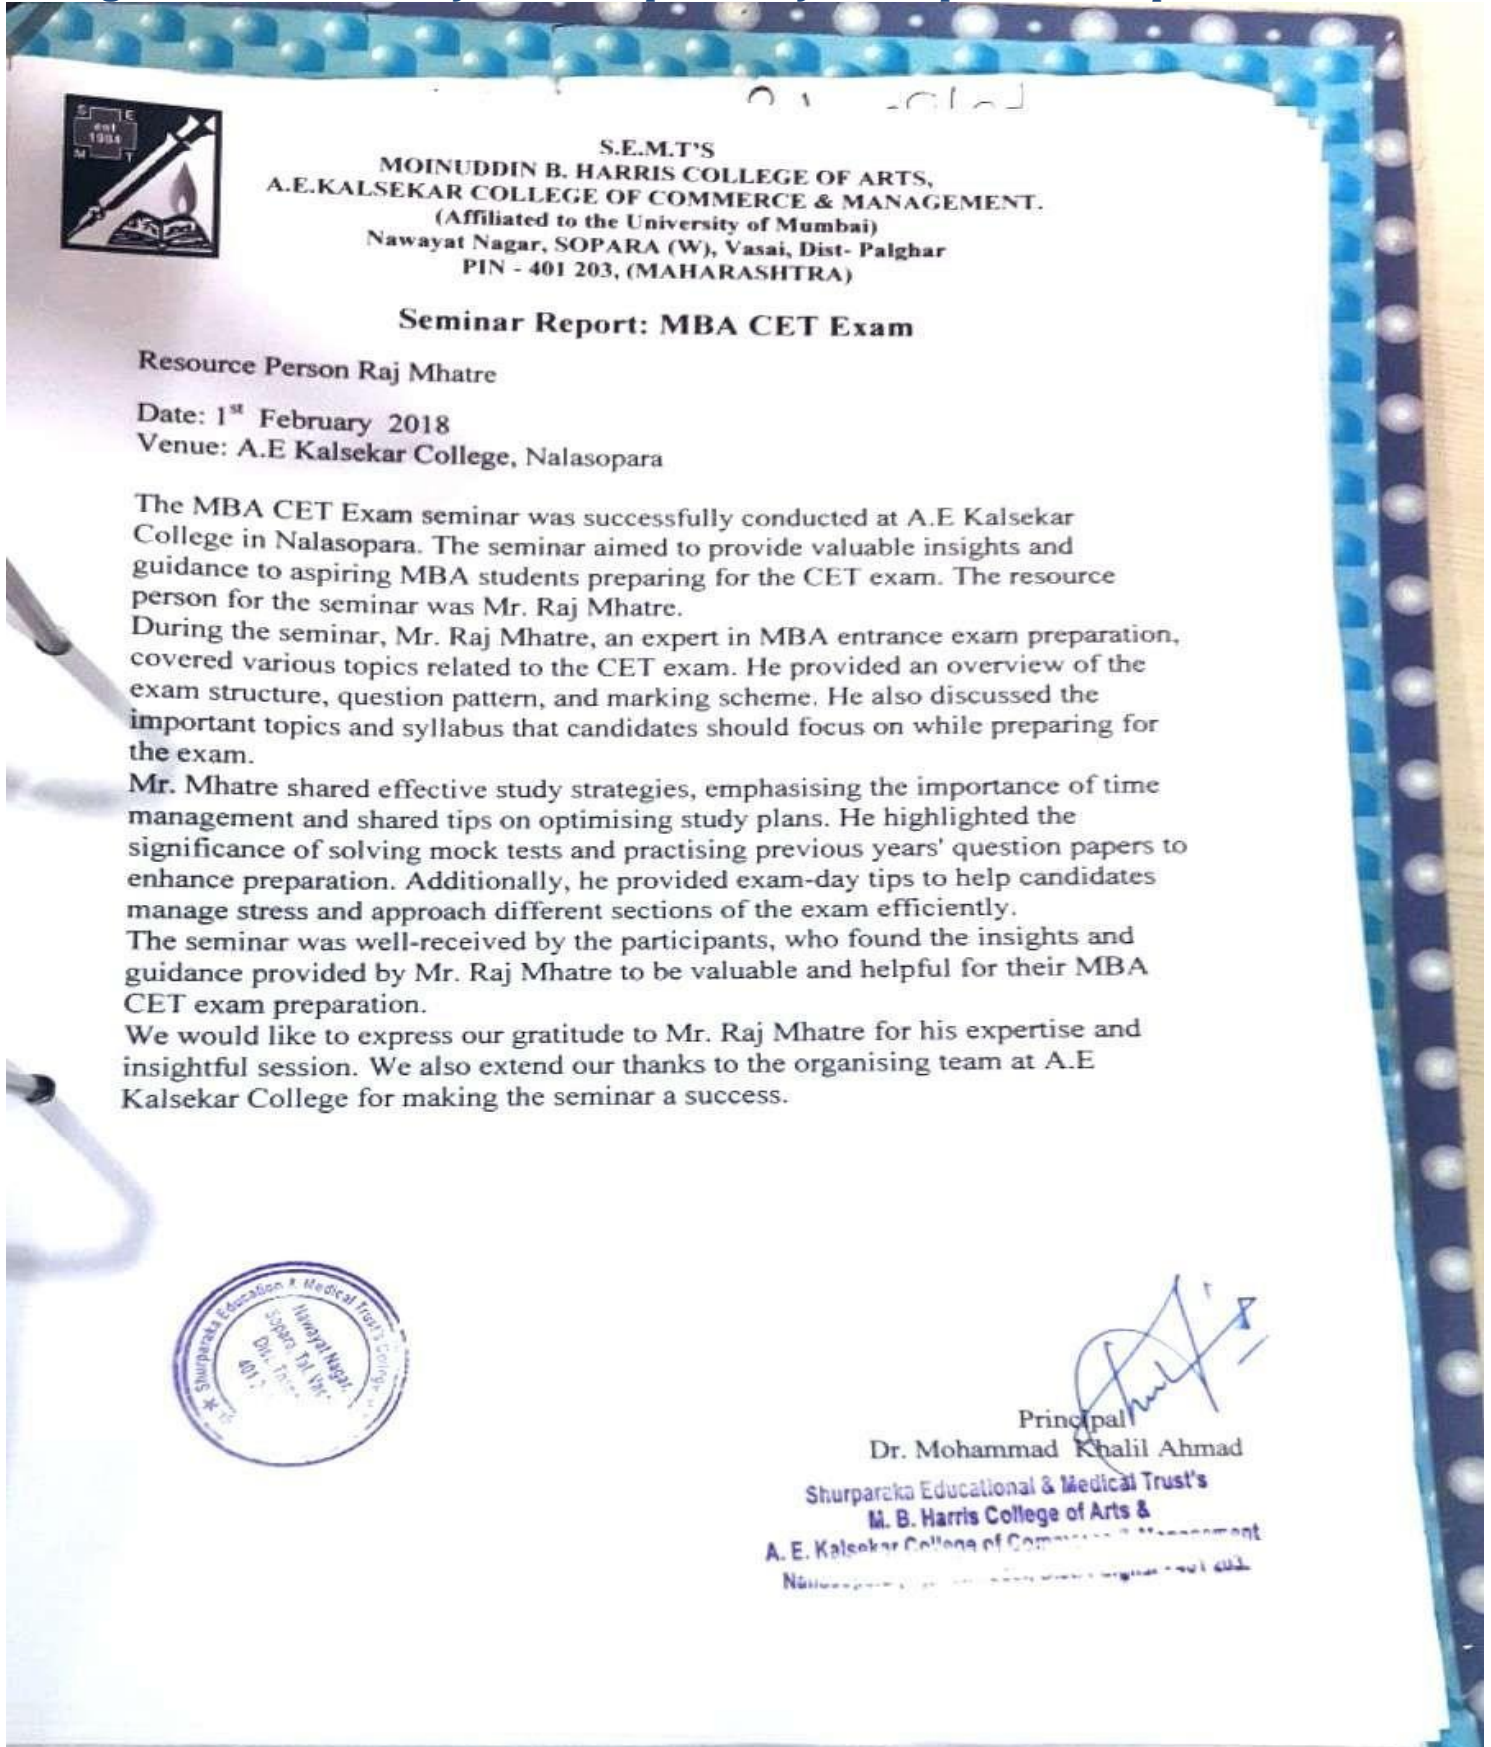 S E
est
1984
M T
S.E.M.T'S
MOINUDDIN B. HARRIS COLLEGE OF ARTS,
A.E.KALSEKAR COLLEGE OF COMMERCE & MANAGEMENT.
(Affiliated to the University of Mumbai)
Nawayat Nagar, SOPARA (W), Vasai, Dist- Palghar
PIN - 401 203, (MAHARASHTRA)
Seminar Report: MBA CET Exam
Resource Person Raj Mhatre
Date: 1st February 2018
Venue: A.E Kalsekar College, Nalasopara
The MBA CET Exam seminar was successfully conducted at A.E Kalsekar
College in Nalasopara. The seminar aimed to provide valuable insights and
guidance to aspiring MBA students preparing for the CET exam. The resource
person for the seminar was Mr. Raj Mhatre.
During the seminar, Mr. Raj Mhatre, an expert in MBA entrance exam preparation,
covered various topics related to the CET exam. He provided an overview of the
exam structure, question pattern, and marking scheme. He also discussed the
important topics and syllabus that candidates should focus on while preparing for
the exam.
Mr. Mhatre shared effective study strategies, emphasising the importance of time
management and shared tips on optimising study plans. He highlighted the
significance of solving mock tests and practising previous years' question papers to
enhance preparation. Additionally, he provided exam-day tips to help candidates
manage stress and approach different sections of the exam efficiently.
The seminar was well-received by the participants, who found the insights and
guidance provided by Mr. Raj Mhatre to be valuable and helpful for their MBA
CET exam preparation.
We would like to express our gratitude to Mr. Raj Mhatre for his expertise and
insightful session. We also extend our thanks to the organising team at A.E
Kalsekar College for making the seminar a success.
Shurparaka Education & Medical Trust's College
Nawayat Nagar,
Sopara, Tal.
Principal
Dr. Mohammad Khalil Ahmad
Shurparaka Educational & Medical Trust's
M. B. Harris College of Arts &
A. E. Kalsekar College of